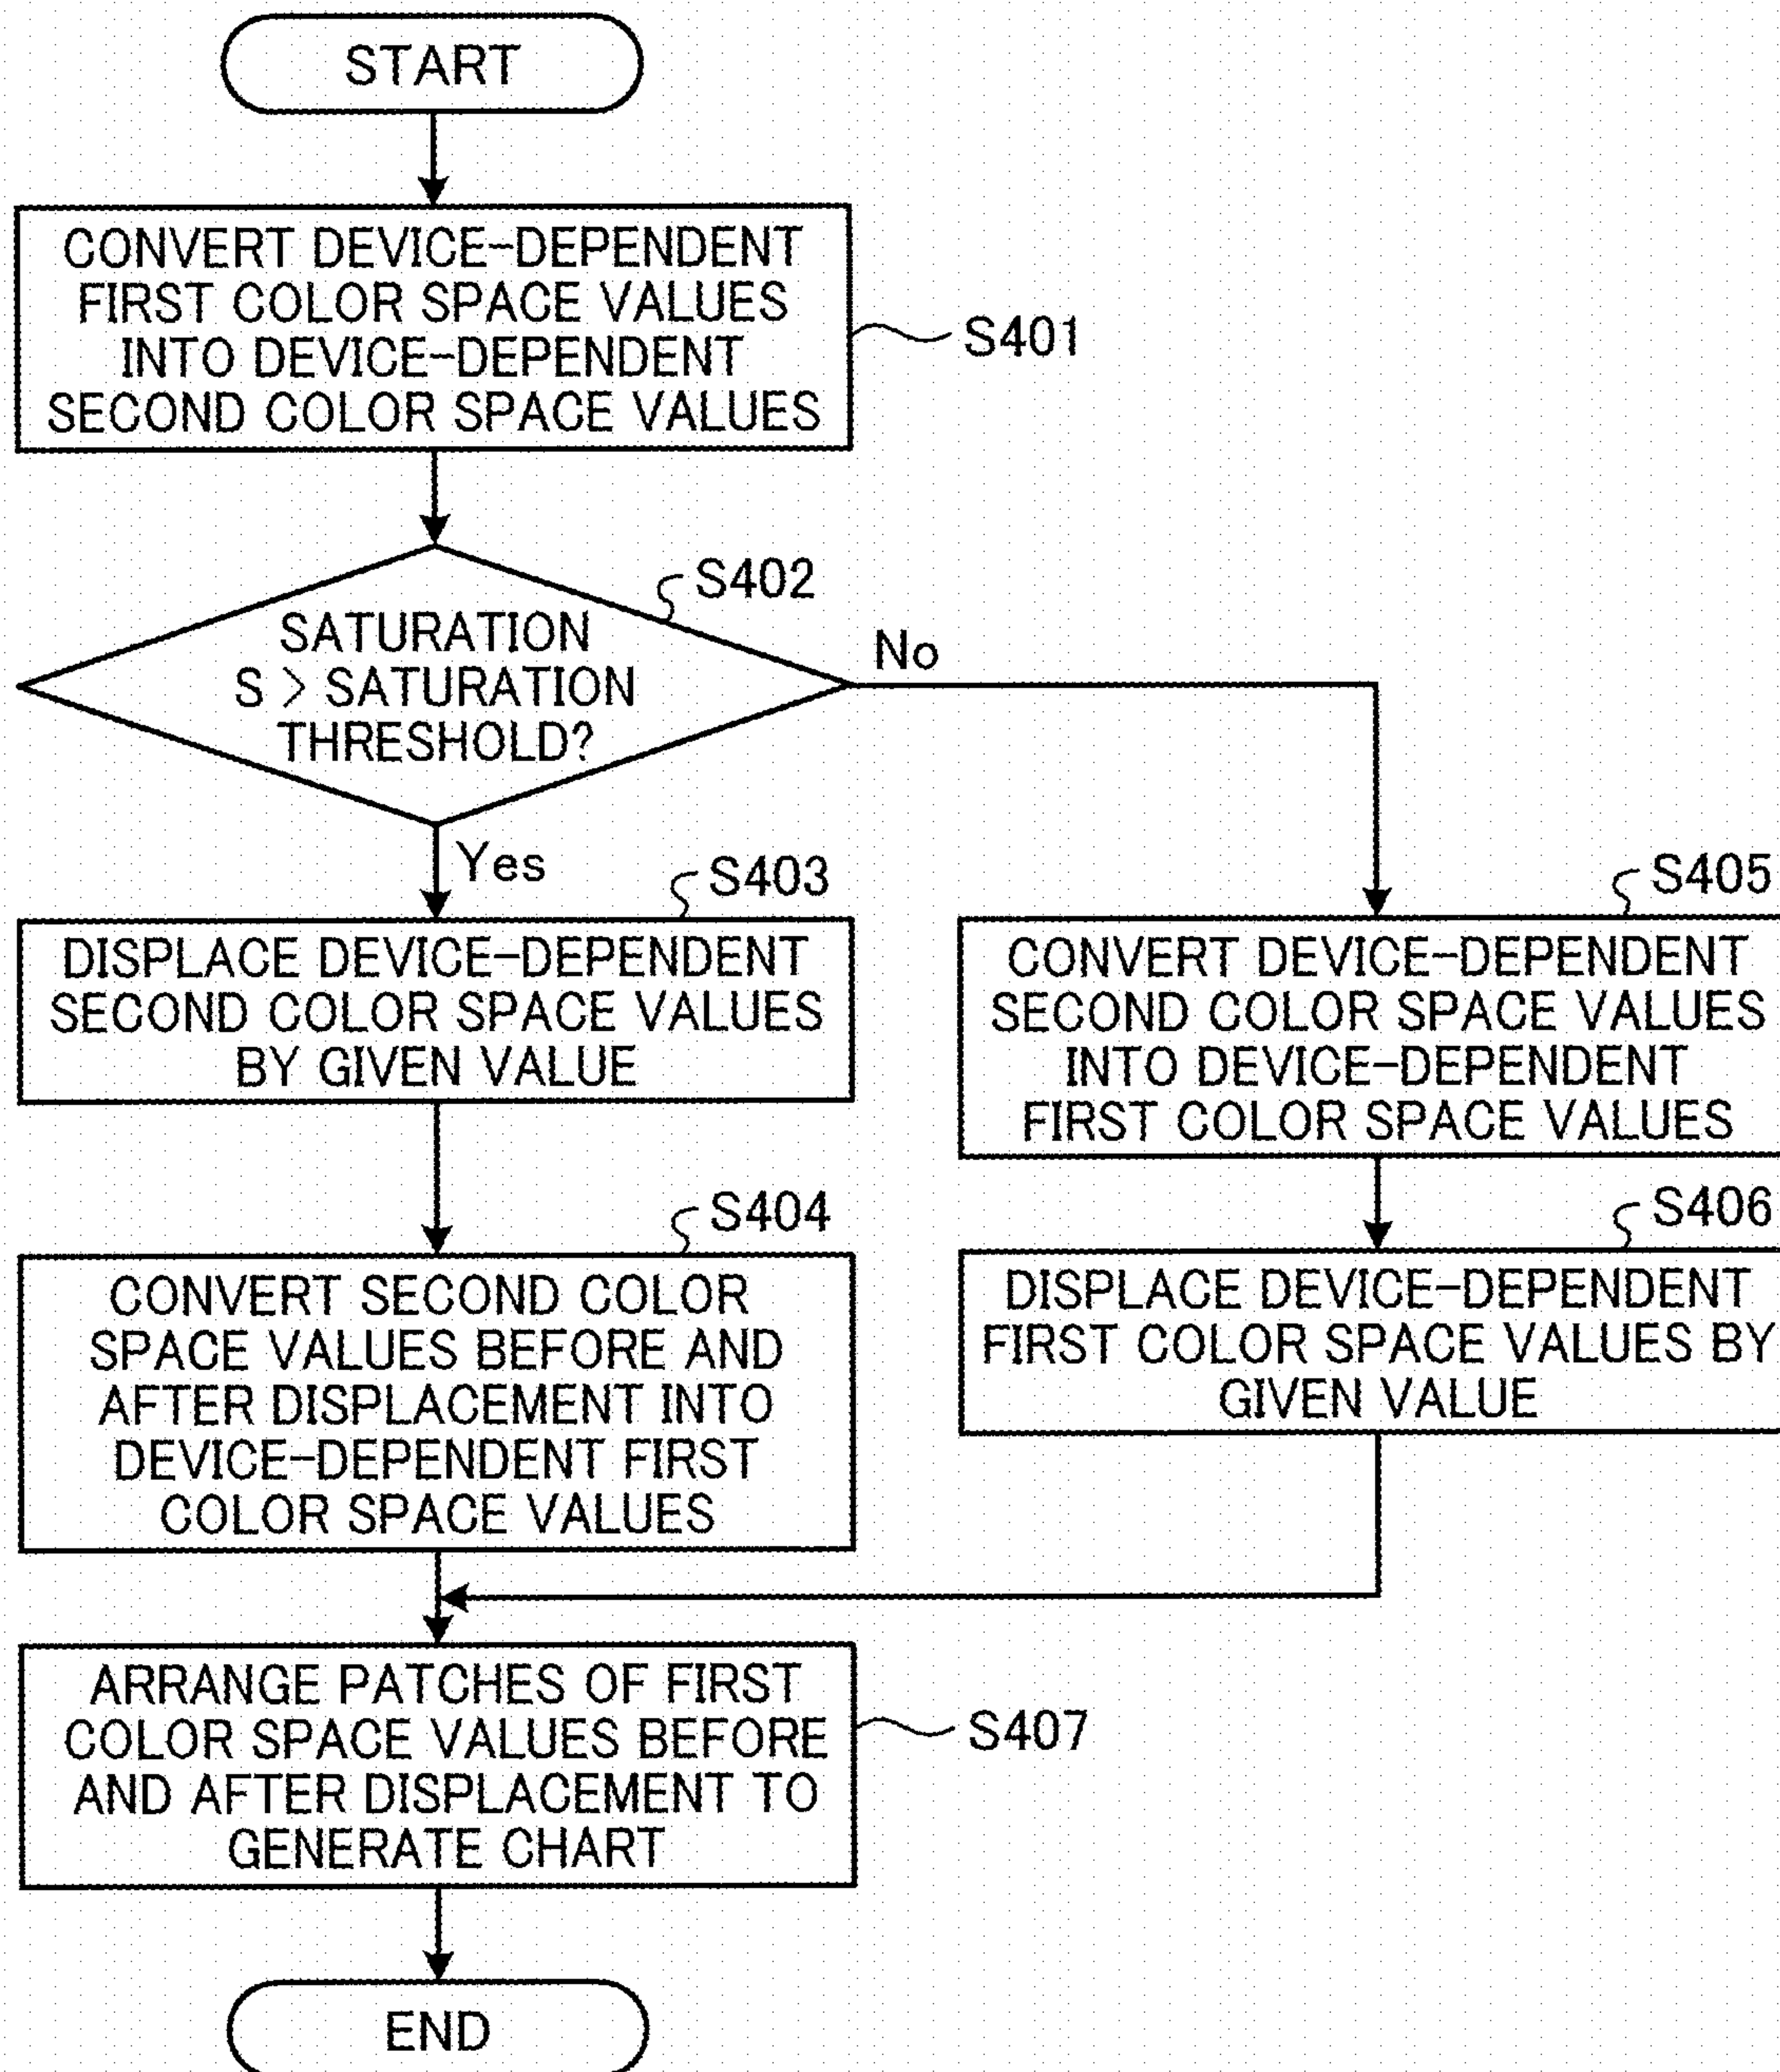 START
CONVERT DEVICE-DEPENDENT
FIRST COLOR SPACE VALUES
INTO DEVICE-DEPENDENT
SECOND COLOR SPACE VALUES
S401
S402
SATURATION
S > SATURATION
THRESHOLD?
No
Yes
S403
DISPLACE DEVICE-DEPENDENT
SECOND COLOR SPACE VALUES
BY GIVEN VALUE
S405
CONVERT DEVICE-DEPENDENT
SECOND COLOR SPACE VALUES
INTO DEVICE-DEPENDENT
FIRST COLOR SPACE VALUES
S404
CONVERT SECOND COLOR
SPACE VALUES BEFORE AND
AFTER DISPLACEMENT INTO
DEVICE-DEPENDENT FIRST
COLOR SPACE VALUES
S406
DISPLACE DEVICE-DEPENDENT
FIRST COLOR SPACE VALUES BY
GIVEN VALUE
ARRANGE PATCHES OF FIRST
COLOR SPACE VALUES BEFORE
AND AFTER DISPLACEMENT TO
GENERATE CHART
S407
END